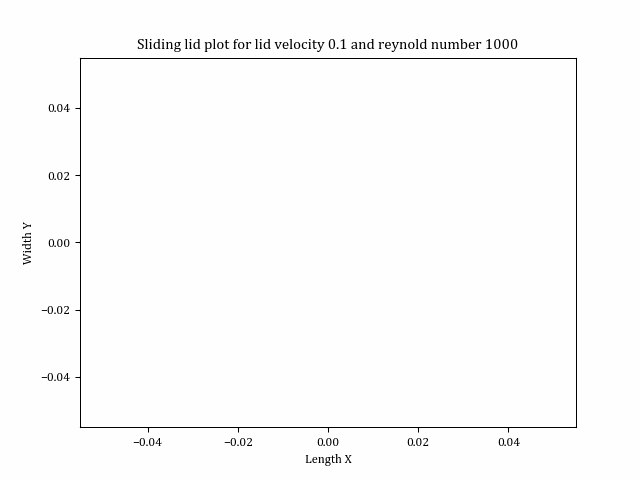 Sliding lid plot for lid velocity 0.1 and reynold number 1000
0.04
0.02
0.00
−0.02
−0.04
Width Y
−0.04 −0.02 0.00 0.02 0.04
Length X